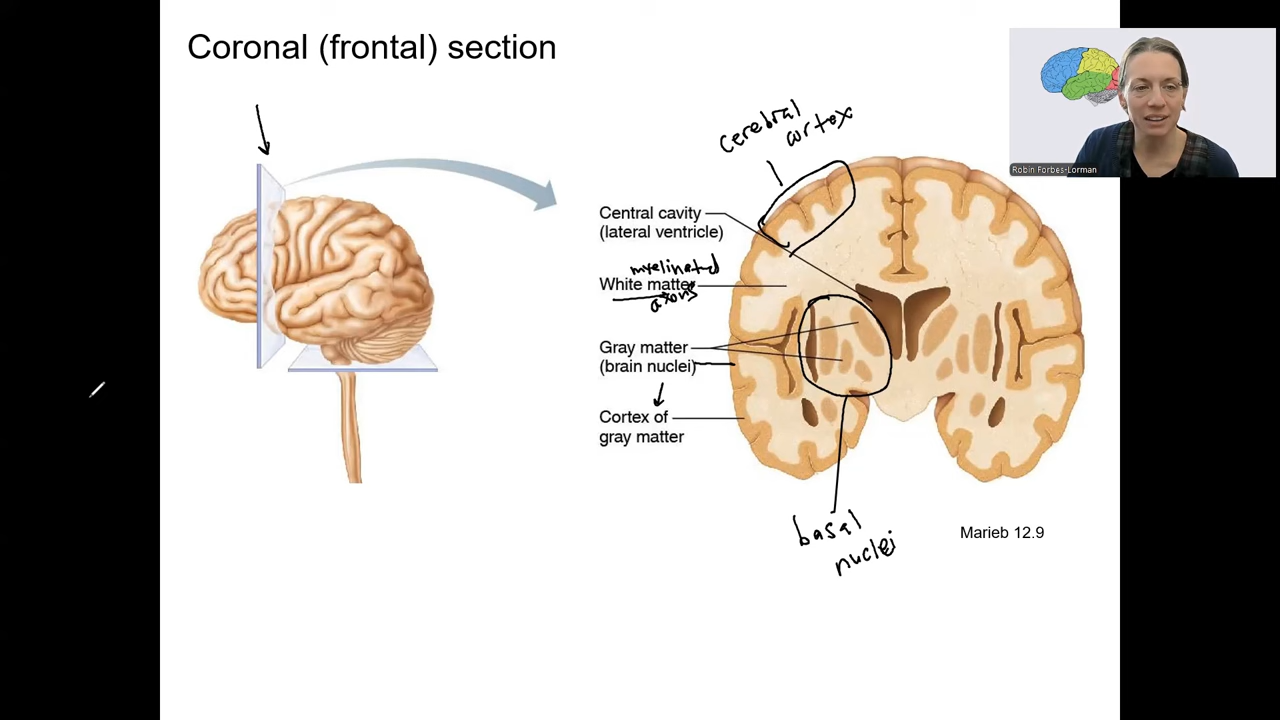 Coronal (frontal) section
Robin Forbes-Lorman
cerebral
cortex
Central cavity
(lateral ventricle)
myelinated
White matter
axons
Gray matter
(brain nuclei)
Cortex of
gray matter
basal
nuclei
Marieb 12.9